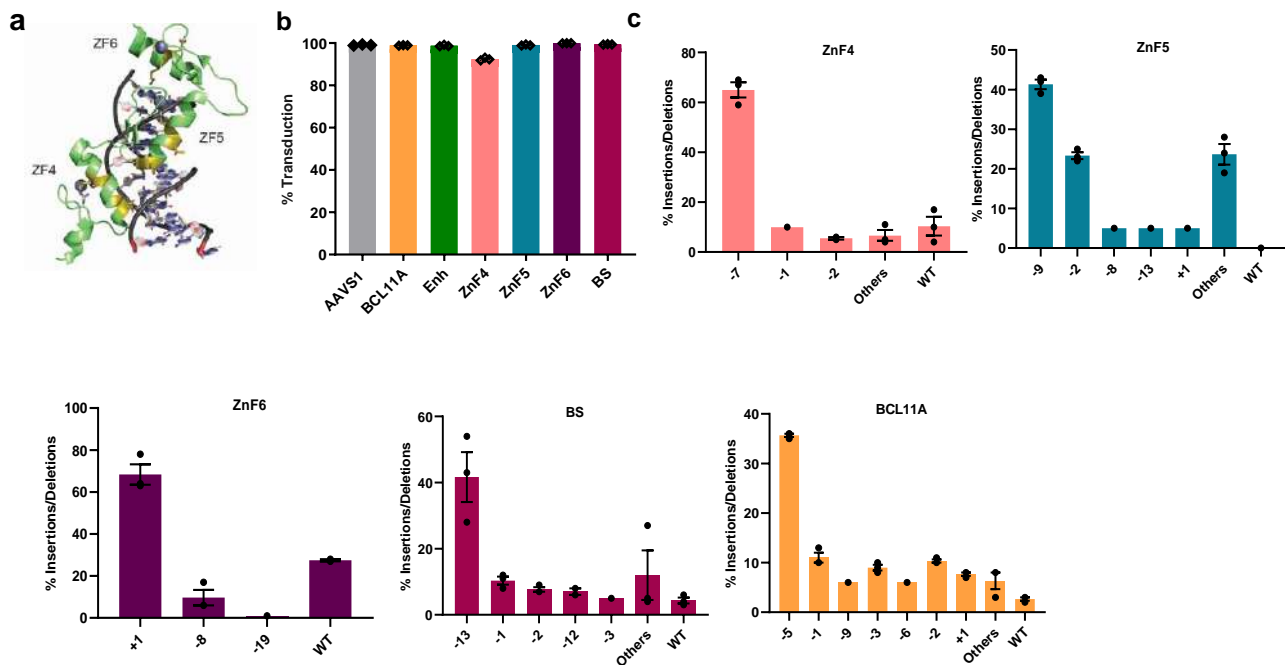 a
ZF6
ZF5
ZF4
b
% Transduction
100
80
60
40
20
0
AAVS1
BCL11A
Enh
ZnF4
ZnF5
ZnF6
BS
c
ZnF4
% Insertions/Deletions
80
60
40
20
0
-7
-1
-2
Others
WT
ZnF5
% Insertions/Deletions
50
40
30
20
10
0
-9
-2
-8
-13
+1
Others
WT
ZnF6
% Insertions/Deletions
100
80
60
40
20
0
+1
-8
-19
WT
BS
% Insertions/Deletions
60
40
20
0
-13
-1
-2
-12
-3
Others
WT
BCL11A
% Insertions/Deletions
40
30
20
10
0
-5
-1
-9
-3
-6
-2
+1
Others
WT